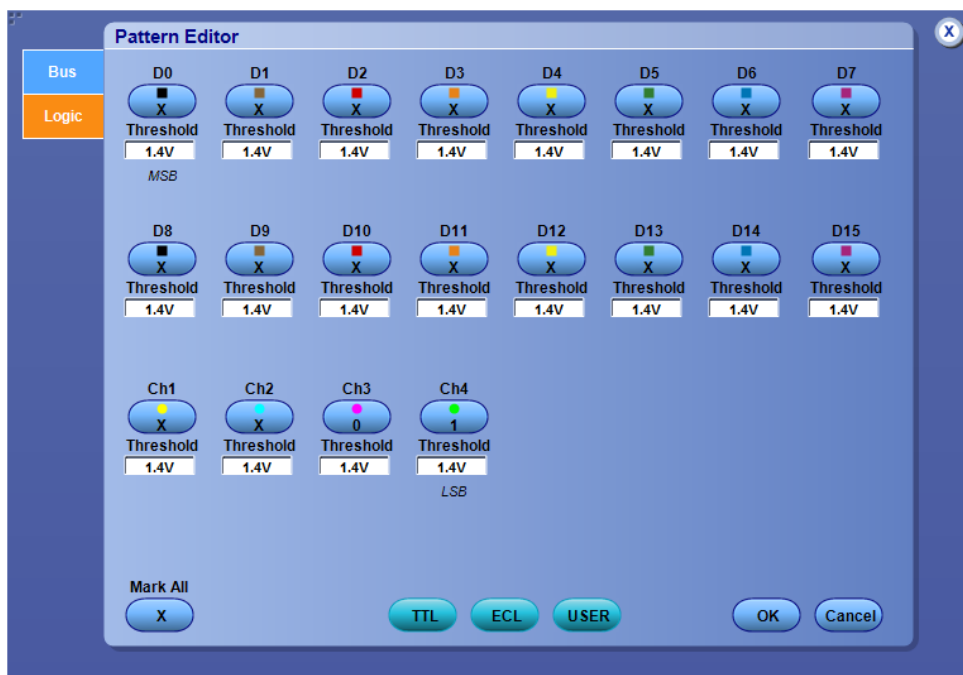 Pattern Editor
X
Bus
Logic
D0 D1 D2 D3 D4 D5 D6 D7
X X X X X X X X
Threshold Threshold Threshold Threshold Threshold Threshold Threshold Threshold
1.4V 1.4V 1.4V 1.4V 1.4V 1.4V 1.4V 1.4V
MSB
D8 D9 D10 D11 D12 D13 D14 D15
X X X X X X X X
Threshold Threshold Threshold Threshold Threshold Threshold Threshold Threshold
1.4V 1.4V 1.4V 1.4V 1.4V 1.4V 1.4V 1.4V
Ch1 Ch2 Ch3 Ch4
X X 0 1
Threshold Threshold Threshold Threshold
1.4V 1.4V 1.4V 1.4V
LSB
Mark All
X TTL ECL USER OK Cancel